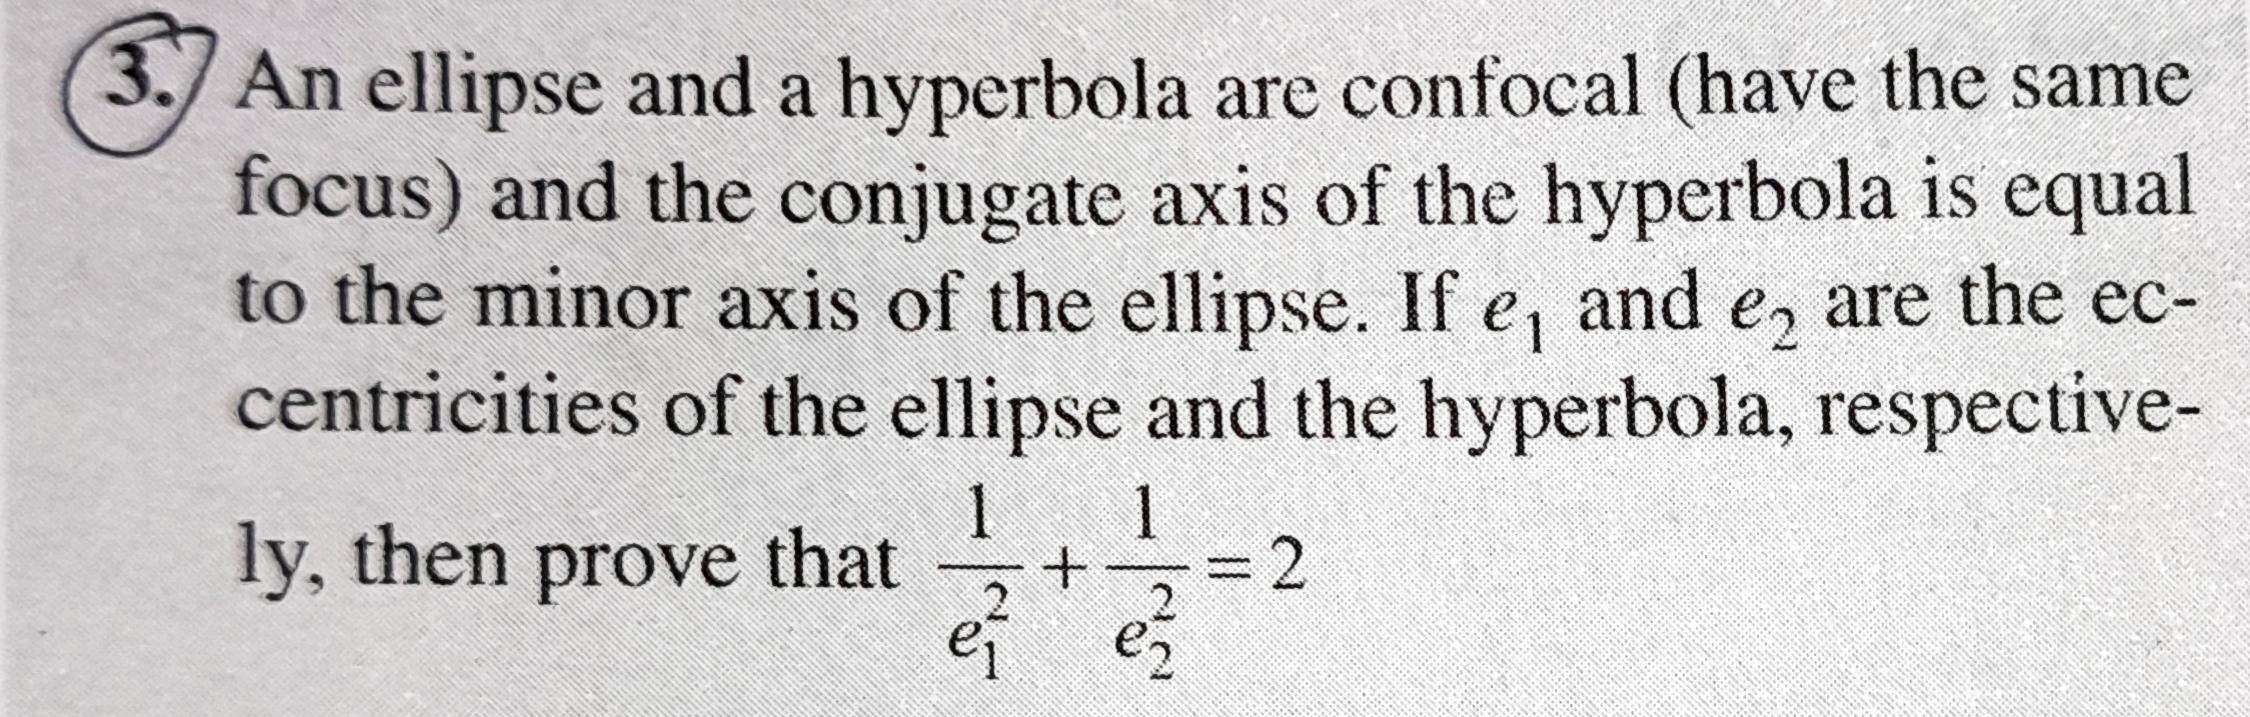 3. An ellipse and a hyperbola are confocal (have the same
focus) and the conjugate axis of the hyperbola is equal
to the minor axis of the ellipse. If e₁ and e₂ are the ec-
centricities of the ellipse and the hyperbola, respective-
ly, then prove that 1/e₁² + 1/e₂² = 2